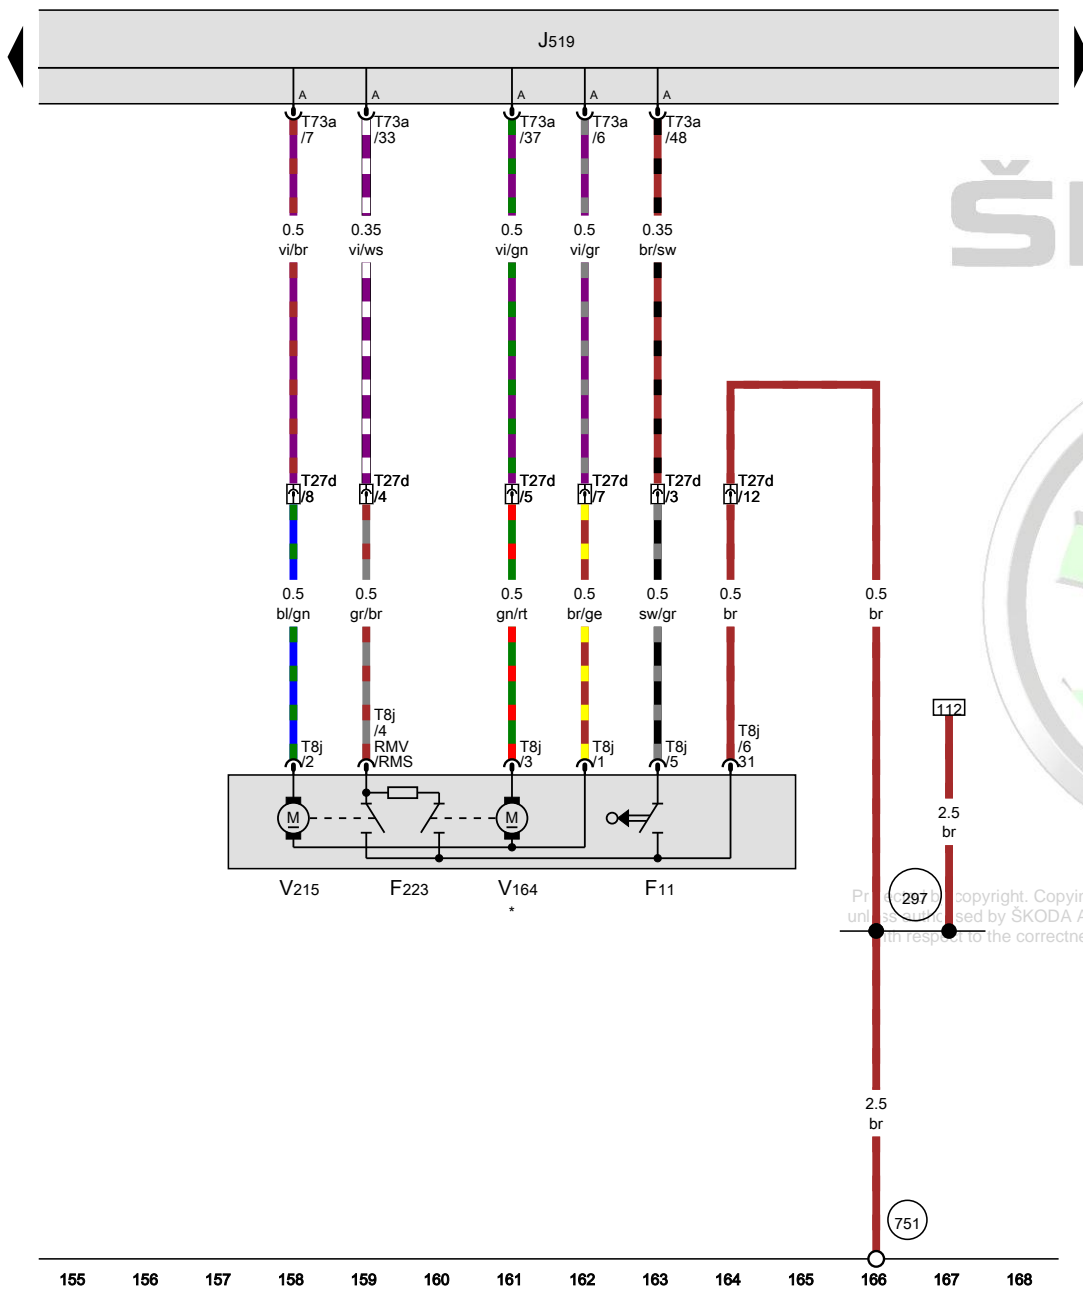 J519
A A A A A
T73a /7
T73a /33
T73a /37
T73a /6
T73a /48
0.5 vi/br
0.35 vi/ws
0.5 vi/gn
0.5 vi/gr
0.35 br/sw
T27d /8
T27d /4
T27d /5
T27d /7
T27d /3
T27d /12
0.5 bl/gn
0.5 gr/br
0.5 gn/rt
0.5 br/ge
0.5 sw/gr
0.5 br
0.5 br
T8j /2
T8j /4 RMV /RMS
T8j /3
T8j /1
T8j /5
T8j /6 31
112
M
M
2.5 br
V215
F223
V164
*
F11
297
copyright. Copyin
sed by ŠKODA A
with respect to the correctne
2.5 br
751
155 156 157 158 159 160 161 162 163 164 165 166 167 168